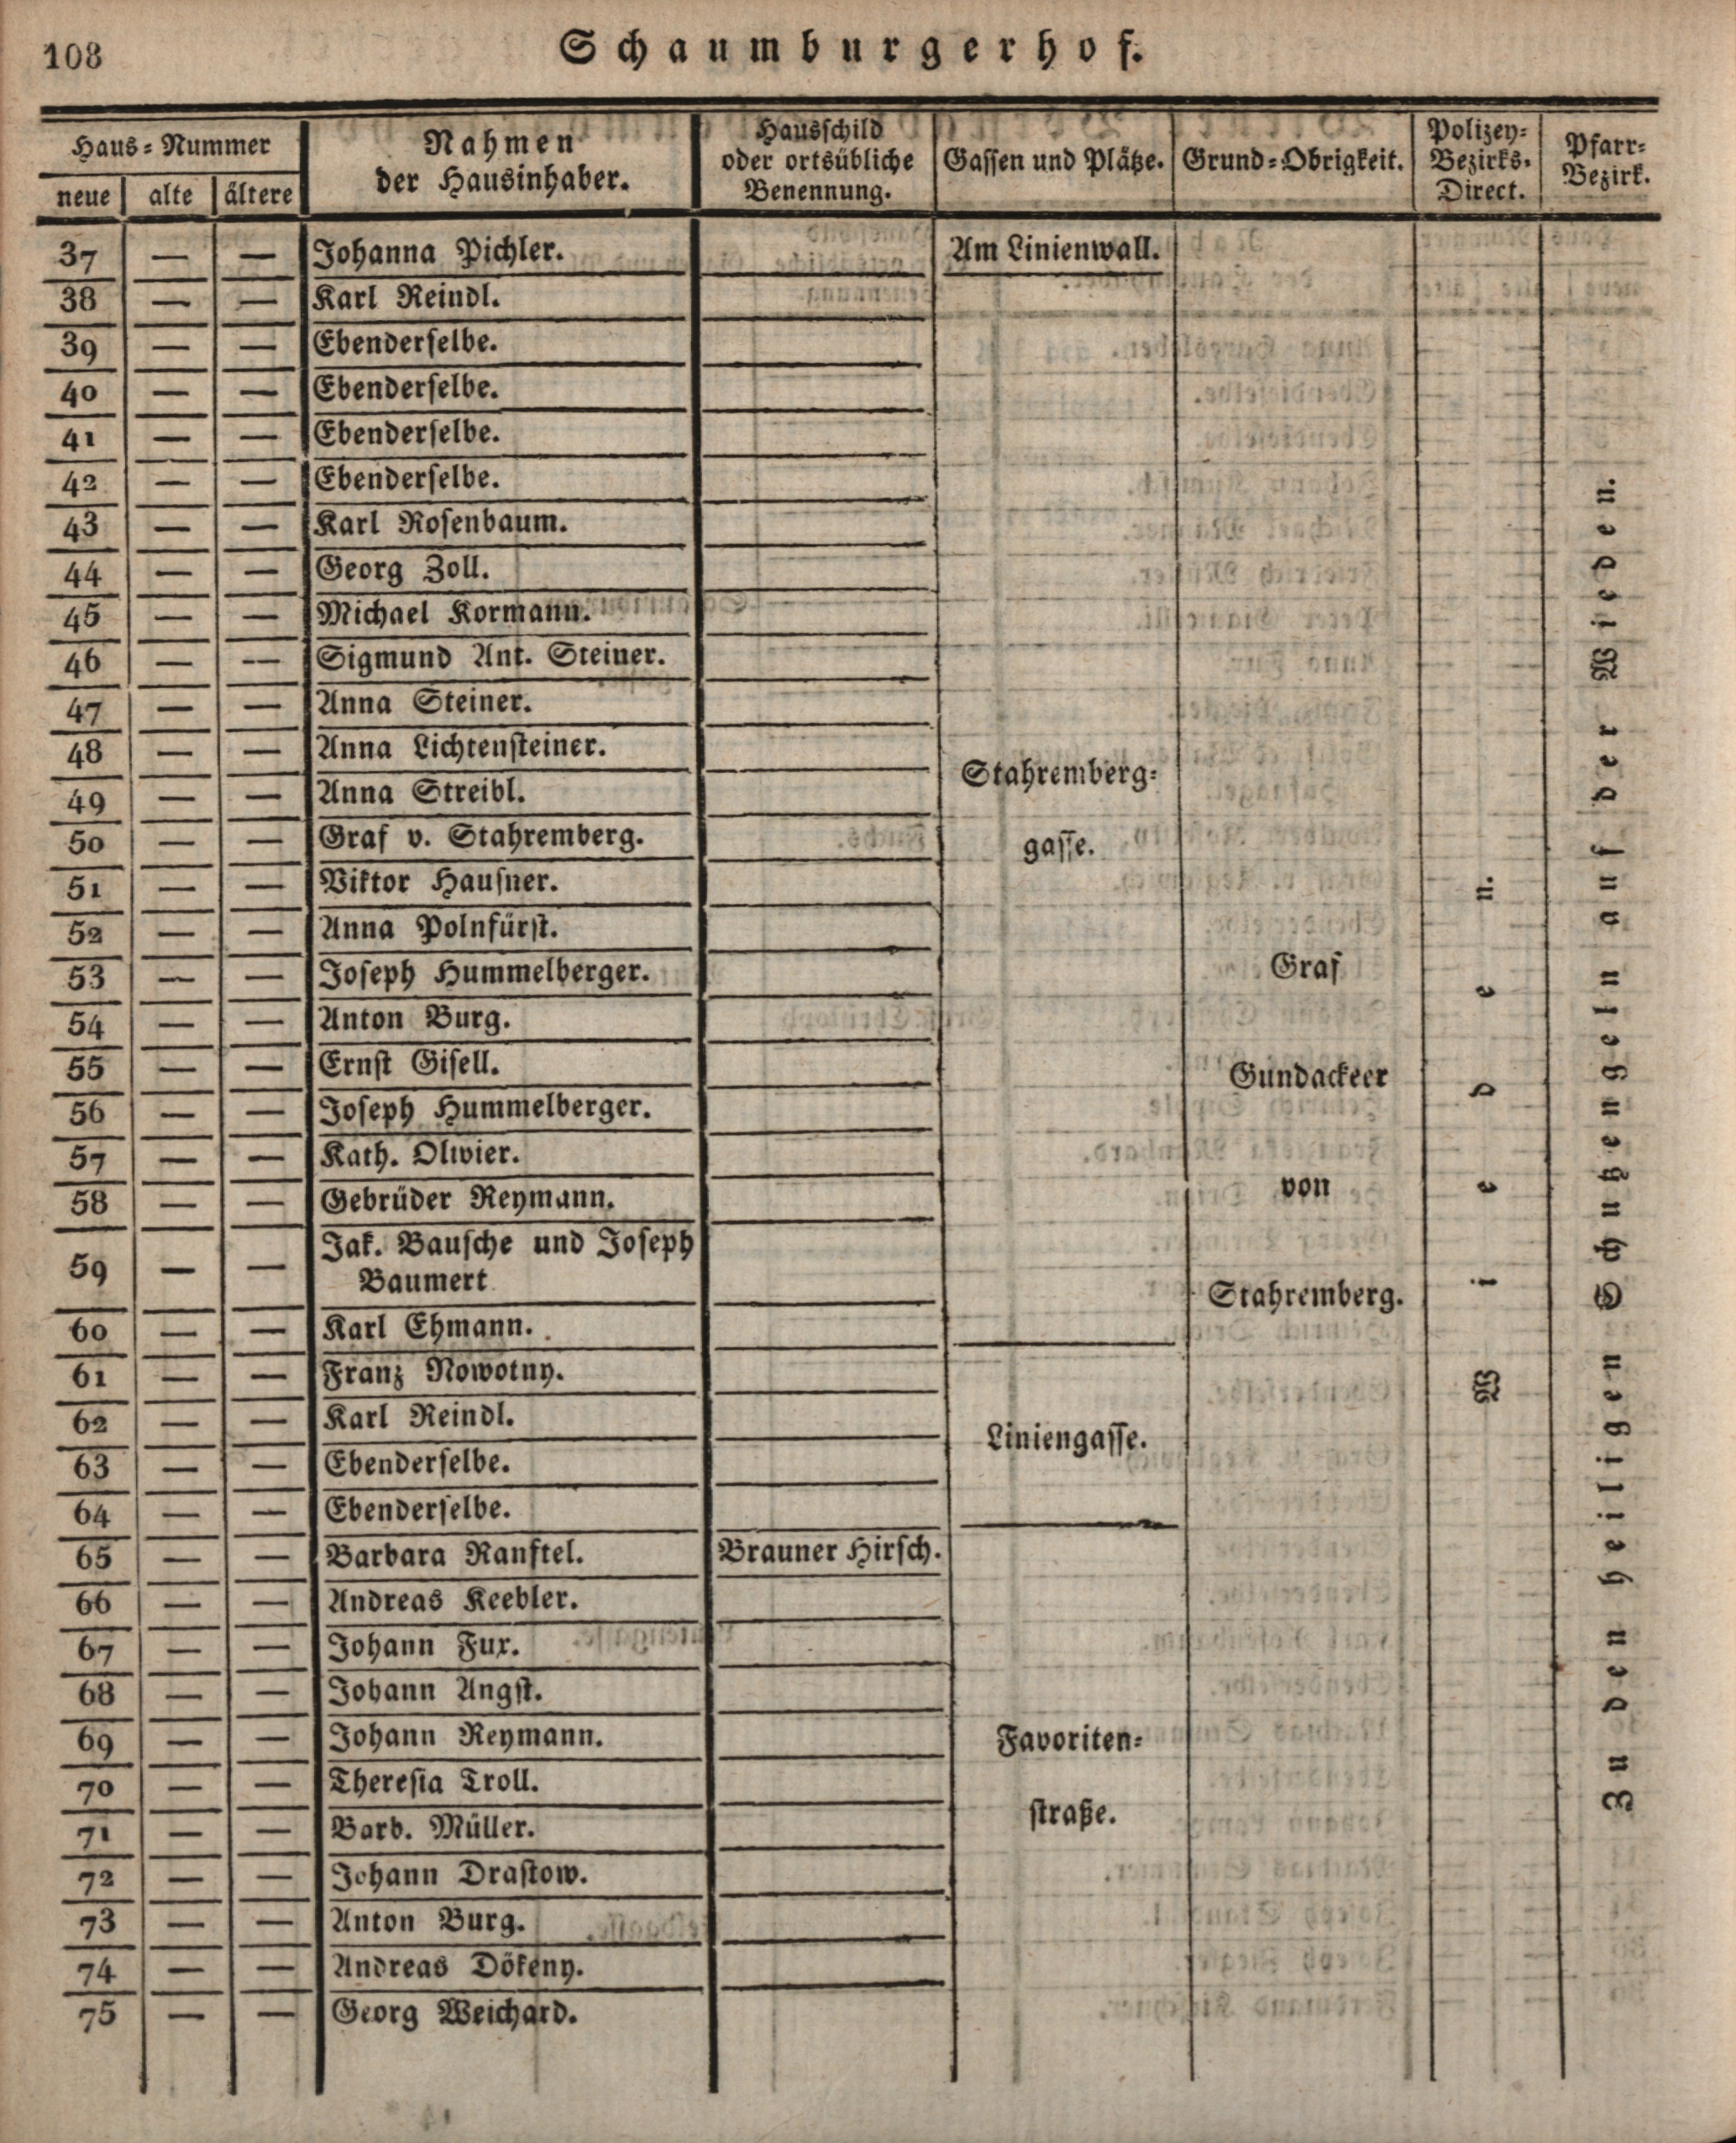 108
Schaumburgerhof.
Haus-Nummer
neue | alte | ältere
Nahmen
der Hausinhaber.
Hausschild
oder ortsübliche
Benennung.
Gassen und Plätze.
Grund-Obrigkeit.
Polizey-
Bezirks-
Direct.
Pfarr-
Bezirk.
37 — — Johanna Pichler. Am Linienwall.
38 — — Karl Reindl.
39 — — Ebenderselbe.
40 — — Ebenderselbe.
41 — — Ebenderselbe.
42 — — Ebenderselbe.
43 — — Karl Rosenbaum.
44 — — Georg Zoll.
45 — — Michael Kormann.
46 — — Sigmund Ant. Steiner.
47 — — Anna Steiner.
48 — — Anna Lichtensteiner.
49 — — Anna Streibl.
50 — — Graf v. Stahremberg.
51 — — Viktor Hausner.
52 — — Anna Polnfürst.
53 — — Joseph Hummelberger.
54 — — Anton Burg.
55 — — Ernst Gisell.
56 — — Joseph Hummelberger.
57 — — Kath. Olivier.
58 — — Gebrüder Reymann.
59 — — Jak. Bausche und Joseph
Baumert
60 — — Karl Ehmann.
61 — — Franz Nowotny.
62 — — Karl Reindl.
63 — — Ebenderselbe.
64 — — Ebenderselbe.
65 — — Barbara Ranftel. Brauner Hirsch.
66 — — Andreas Keebler.
67 — — Johann Fux.
68 — — Johann Angst.
69 — — Johann Reymann.
70 — — Theresia Troll.
71 — — Barb. Müller.
72 — — Johann Drastow.
73 — — Anton Burg.
74 — — Andreas Dökeny.
75 — — Georg Weichard.
Stahremberg-
gasse.
Liniengasse.
Favoriten-
straße.
Graf
Gundackeer
von
Stahremberg.
Wieden.
Zu den heiligen Schutzengeln auf der Wieden.